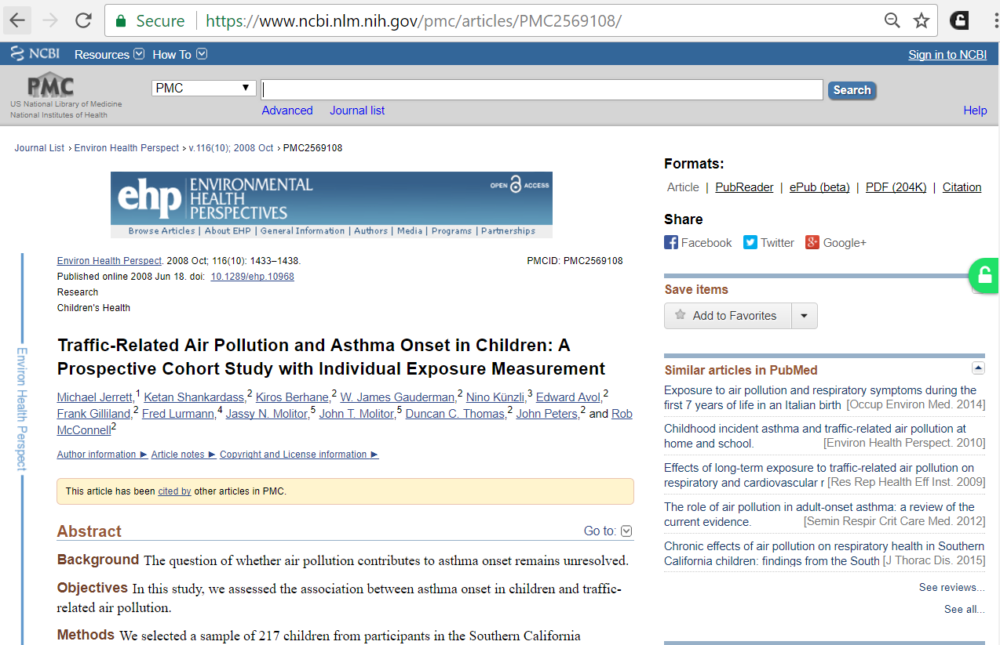 Secure https://www.ncbi.nlm.nih.gov/pmc/articles/PMC2569108/
NCBI Resources How To Sign in to NCBI
PMC
US National Library of Medicine
National Institutes of Health
PMC
Search
Advanced Journal list
Help
Journal List › Environ Health Perspect › v.116(10); 2008 Oct › PMC2569108
ehp ENVIRONMENTAL
HEALTH
PERSPECTIVES
OPEN ACCESS
Browse Articles | About EHP | General Information | Authors | Media | Programs | Partnerships
Environ Health Perspect
Environ Health Perspect. 2008 Oct; 116(10): 1433–1438. PMCID: PMC2569108
Published online 2008 Jun 18. doi: 10.1289/ehp.10968
Research
Children's Health
Traffic-Related Air Pollution and Asthma Onset in Children: A
Prospective Cohort Study with Individual Exposure Measurement
Michael Jerrett,1 Ketan Shankardass,2 Kiros Berhane,2 W. James Gauderman,2 Nino Künzli,3 Edward Avol,2
Frank Gilliland,2 Fred Lurmann,4 Jassy N. Molitor,5 John T. Molitor,5 Duncan C. Thomas,2 John Peters,2 and Rob
McConnell2
Author information ► Article notes ► Copyright and License information ►
This article has been cited by other articles in PMC.
Abstract Go to:
Background The question of whether air pollution contributes to asthma onset remains unresolved.
Objectives In this study, we assessed the association between asthma onset in children and traffic-
related air pollution.
Methods We selected a sample of 217 children from participants in the Southern California
Formats:
Article | PubReader | ePub (beta) | PDF (204K) | Citation
Share
Facebook Twitter Google+
Save items
Add to Favorites
Similar articles in PubMed
Exposure to air pollution and respiratory symptoms during the
first 7 years of life in an Italian birth [Occup Environ Med. 2014]
Childhood incident asthma and traffic-related air pollution at
home and school. [Environ Health Perspect. 2010]
Effects of long-term exposure to traffic-related air pollution on
respiratory and cardiovascular r [Res Rep Health Eff Inst. 2009]
The role of air pollution in adult-onset asthma: a review of the
current evidence. [Semin Respir Crit Care Med. 2012]
Chronic effects of air pollution on respiratory health in Southern
California children: findings from the South [J Thorac Dis. 2015]
See reviews...
See all...